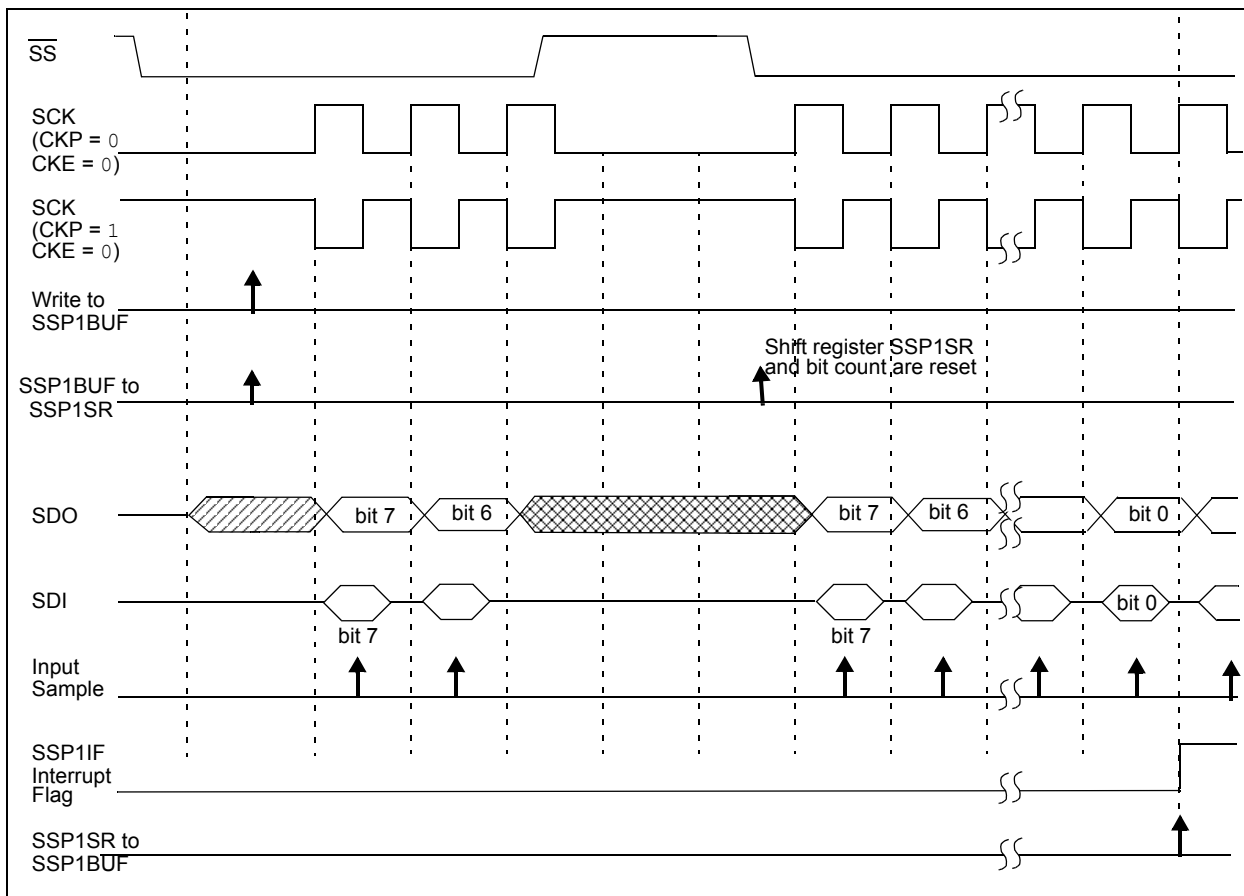 SS
SCK
(CKP = 0
CKE = 0)
SCK
(CKP = 1
CKE = 0)
Write to
SSP1BUF
Shift register SSP1SR
and bit count are reset
SSP1BUF to
SSP1SR
SDO
bit 7
bit 6
bit 7
bit 6
bit 0
SDI
bit 0
bit 7
bit 7
Input
Sample
SSP1IF
Interrupt
Flag
SSP1SR to
SSP1BUF